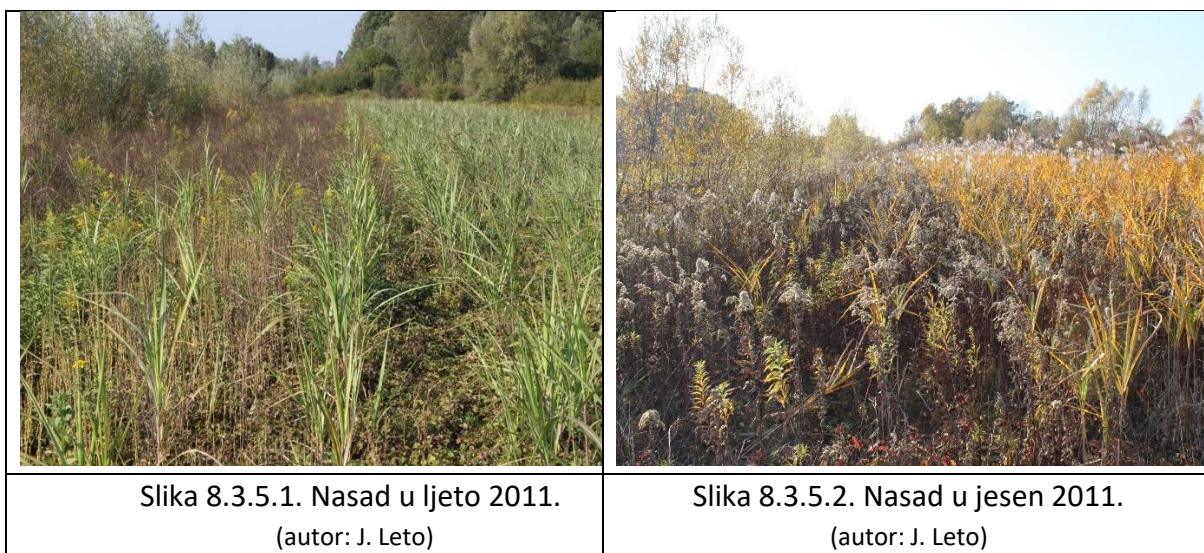 Slika 8.3.5.1. Nasad u ljeto 2011.
(autor: J. Leto)
Slika 8.3.5.2. Nasad u jesen 2011.
(autor: J. Leto)